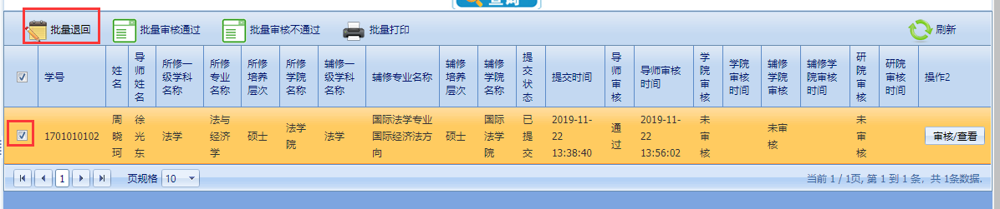 查询
批量退回 批量审核通过 批量审核不通过 批量打印 刷新
学号 姓名 导师姓名 所修一级学科名称 所修专业名称 所修培养层次 所修学院名称 辅修一级学科名称 辅修专业名称 辅修培养层次 辅修学院名称 提交状态 提交时间 导师审核 导师审核时间 学院审核 学院审核时间 辅修学院审核 辅修学院审核时间 研院审核 研院审核时间 操作2
1701010102 周晓珂 徐光东 法学 法与经济学 硕士 法学院 法学 国际法学专业国际经济法方向 硕士 国际法学院 已提交 2019-11-22 13:38:40 通过 2019-11-22 13:56:02 未审核 未审核 未审核 审核/查看
1 页规格 10 当前 1 / 1页, 第 1 到 1 条, 共 1条数据.